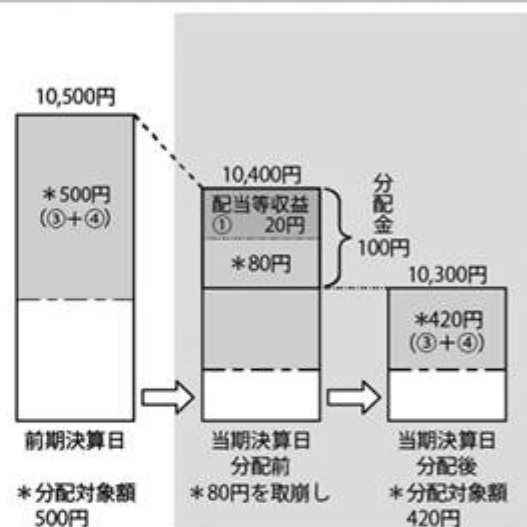 10,500円
＊500円
(③＋④)
10,400円
配当等収益
① 20円
＊80円
分配金
100円
10,300円
＊420円
(③＋④)
前期決算日
＊分配対象額
500円
当期決算日
分配前
＊80円を取崩し
当期決算日
分配後
＊分配対象額
420円